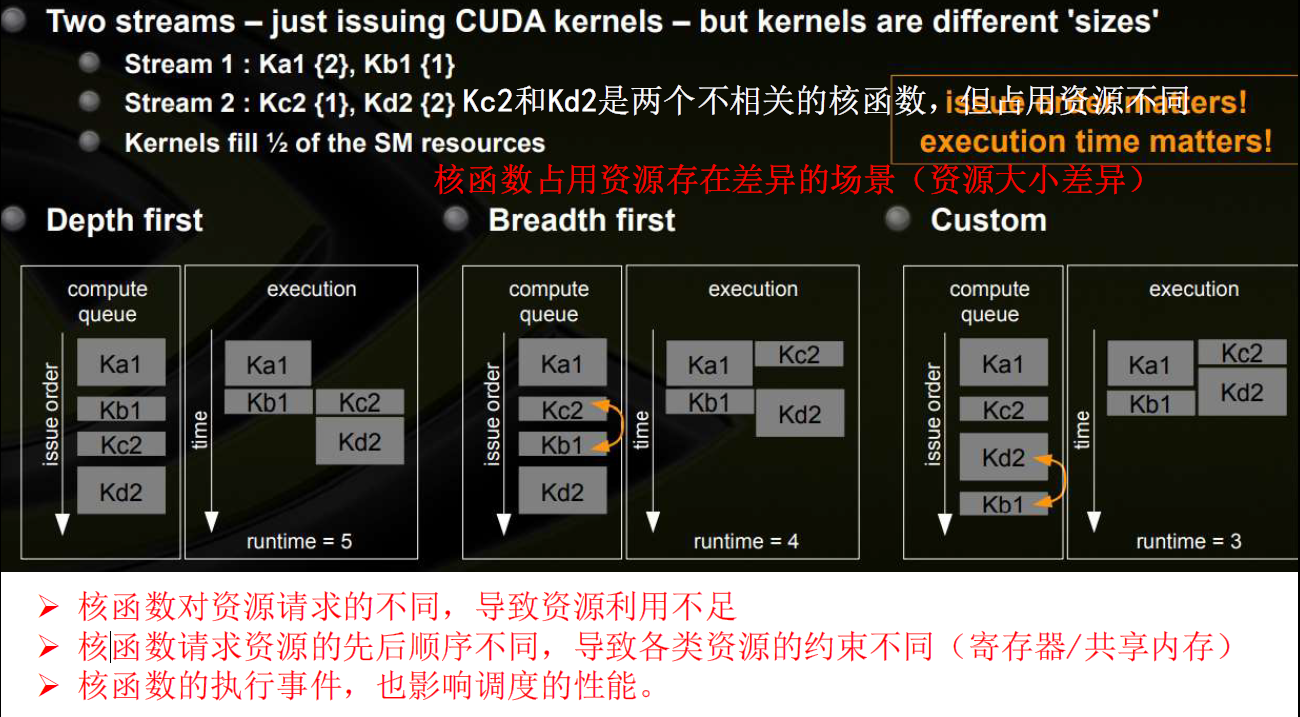 Two streams – just issuing CUDA kernels – but kernels are different 'sizes'
Stream 1 : Ka1 {2}, Kb1 {1}
Stream 2 : Kc2 {1}, Kd2 {2}
Kc2和Kd2是两个不相关的核函数，但占用资源不同
Kernels fill ½ of the SM resources
issue order matters!
execution time matters!
核函数占用资源存在差异的场景（资源大小差异）
Depth first
compute
queue
issue order
Ka1
Kb1
Kc2
Kd2
execution
time
Ka1
Kb1
Kc2
Kd2
runtime = 5
Breadth first
compute
queue
issue order
Ka1
Kc2
Kb1
Kd2
execution
time
Ka1
Kc2
Kb1
Kd2
runtime = 4
Custom
compute
queue
issue order
Ka1
Kc2
Kd2
Kb1
execution
time
Ka1
Kc2
Kb1
Kd2
runtime = 3
核函数对资源请求的不同，导致资源利用不足
核函数请求资源的先后顺序不同，导致各类资源的约束不同（寄存器/共享内存）
核函数的执行事件，也影响调度的性能。